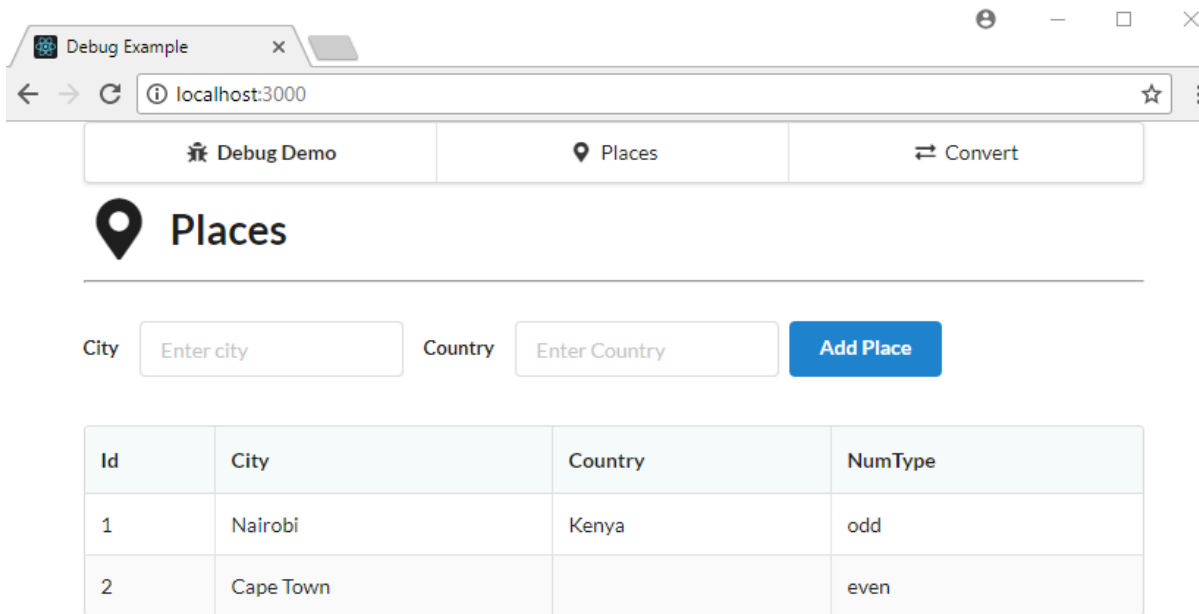 Debug Example
localhost:3000
Debug Demo Places Convert
Places
City Enter city Country Enter Country Add Place
Id City Country NumType
1 Nairobi Kenya odd
2 Cape Town even